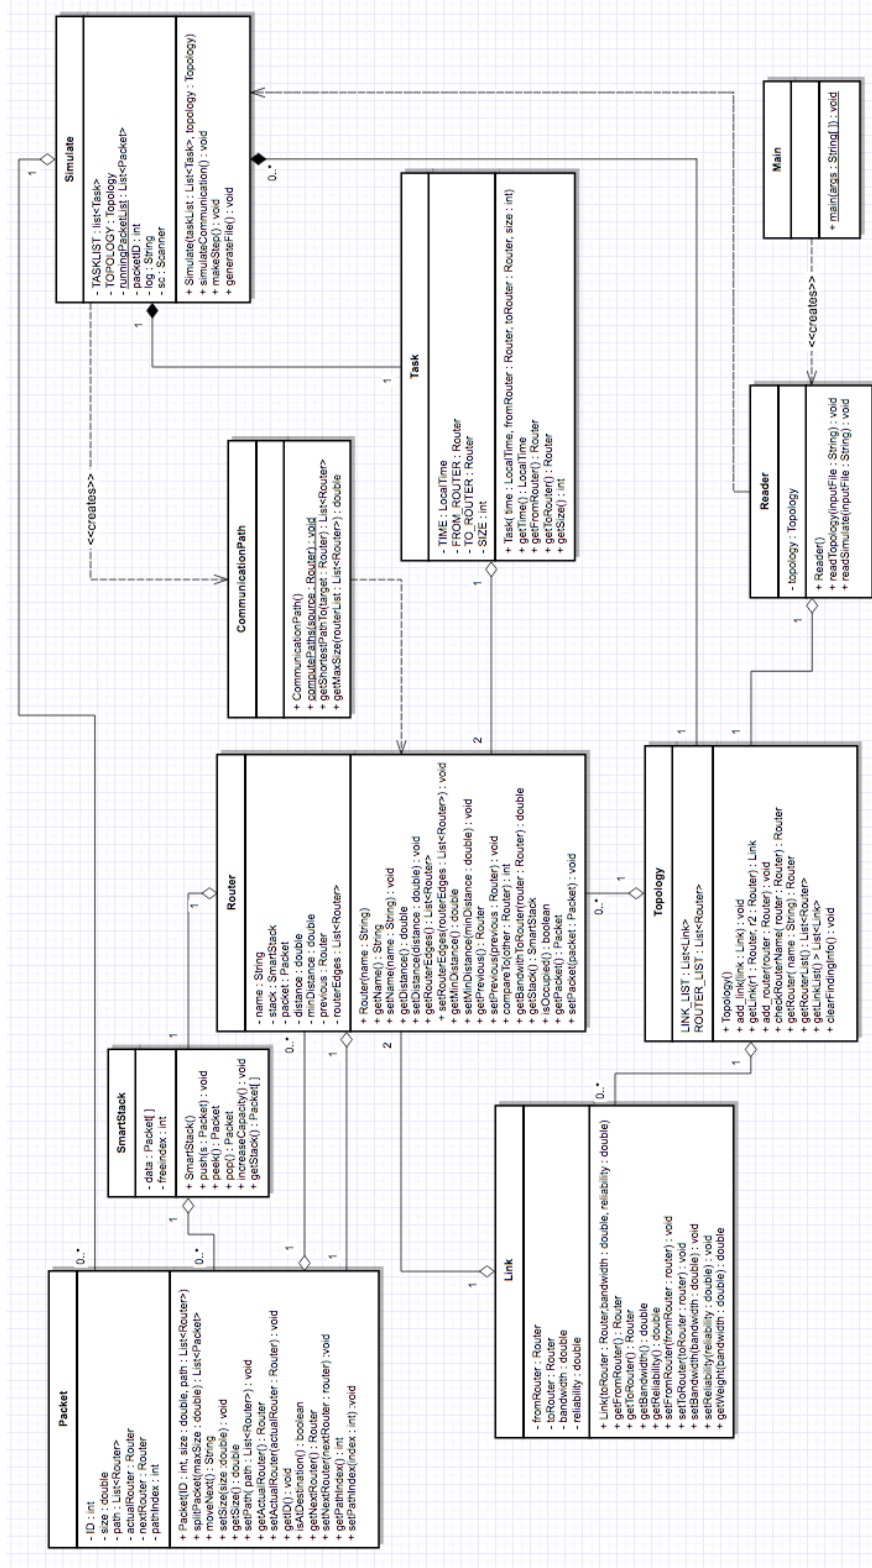 Packet
- ID : int
- size : double
- path : List<Router>
- actualRouter : Router
- nextRouter : Router
- pathIndex : int
+ Packet(ID : int, size : double, path : List<Router>)
+ splitPacket(maxSize : double) : List<Packet>
+ moveNext() : String
+ setSize(size :double) : void
+ getSize() : double
+ setPath( path : List<Router>) : void
+ getActualRouter() : Router
+ setActualRouter(actualRouter : Router) : void
+ getID() : void
+ isAtDestination() : boolean
+ getNextRouter() : Router
+ setNextRouter(nextRouter : router) :void
+ getPathIndex() : int
+ setPathIndex(index : int) :void
0..*
0..*
1
1
1
SmartStack
- data : Packet[ ]
- freeindex : int
+ SmartStack()
+ push(s : Packet) : void
+ peek() : Packet
+ pop() : Packet
+ increaseCapacity() : void
+ getStack() : Packet[ ]
1
1
0..*
1
2
Router
- name : String
- stack : SmartStack
- packet : Packet
- distance : double
- minDistance : double
- previous : Router
- routerEdges : List<Router>
+ Router(name : String)
+ getName() : String
+ setName(name : String) : void
+ getDistance() : double
+ setDistance(distance : double) : void
+ getRouterEdges() : List<Router>
+ setRouterEdges(routerEdges : List<Router>) : void
+ getMinDistance() : double
+ setMinDistance(minDistance : double) : void
+ getPrevious() : Router
+ setPrevious(previous : Router) : void
+ compareTo(other : Router) : int
+ getBandwithToRouter(router : Router) : double
+ getStack() : SmartStack
+ isOccupied() : boolean
+ getPacket() : Packet
+ setPacket(packet : Packet) : void
2
0..*
1
CommunicationPath
+ CommunicationPath()
+ computePaths(source : Router) : void
+ getShortestPathTo(target : Router) : List<Router>
+ getMaxSize(routerList : List<Router>) : double
<<creates>>
1
Simulate
- TASKLIST : list<Task>
- TOPOLOGY : Topology
- runningPacketList : List<Packet>
- packetID : int
- log : String
- sc : Scanner
+ Simulate(taskList : List<Task>, topology : Topology)
+ simulateCommunication() : void
+ makeStep() : void
+ generateFile() : void
1
0..*
1
Task
- TIME : LocalTime
- FROM_ROUTER : Router
- TO_ROUTER : Router
- SIZE : int
+ Task( time : LocalTime, fromRouter : Router, toRouter : Router, size : int)
+ getTime() : LocalTime
+ getFromRouter() : Router
+ getToRouter() : Router
+ getSize() : int
1
1
Link
- fromRouter : Router
- toRouter : Router
- bandwidth : double
- reliability : double
+ Link(toRouter : Router,bandwidth : double, reliability : double)
+ getFromRouter() : Router
+ getToRouter() : Router
+ getBandwidth() : double
+ getReliability() : double
+ setFromRouter(fromRouter : router) : void
+ setToRouter(toRouter : router) : void
+ setBandwidth(bandwidth : double) : void
+ setReliability(reliability : double) : void
+ getWeight(bandwidth : double) : double
0..*
1
Topology
LINK_LIST : List<Link>
ROUTER_LIST : List<Router>
+ Topology()
+ add_link(link : Link) : void
+ getLink(r1 : Router, r2 : Router) : Link
+ add_router(router : Router) : void
+ checkRouterName( router : Router) : Router
+ getRouter( name : String) : Router
+ getRouterList() : List<Router>
+ getLinkList() > List<Link>
+ clearFindingInfo() : void
1
1
1
Reader
- topology : Topology
+ Reader()
+ readTopology(inputFile : String) : void
+ readSimulate(inputFile : String) : void
<<creates>>
Main
+ main(args : String[ ]) : void